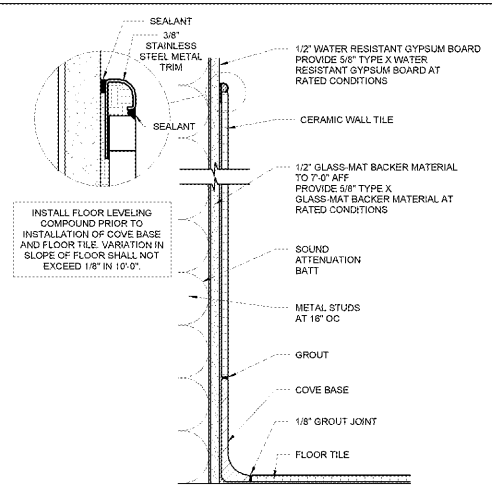 SEALANT
3/8"
STAINLESS
STEEL METAL
TRIM
SEALANT
1/2" WATER RESISTANT GYPSUM BOARD
PROVIDE 5/8" TYPE X WATER
RESISTANT GYPSUM BOARD AT
RATED CONDITIONS
CERAMIC WALL TILE
1/2" GLASS-MAT BACKER MATERIAL
TO 7'-0" AFF
PROVIDE 5/8" TYPE X
GLASS-MAT BACKER MATERIAL AT
RATED CONDITIONS
INSTALL FLOOR LEVELING
COMPOUND PRIOR TO
INSTALLATION OF COVE BASE
AND FLOOR TILE. VARIATION IN
SLOPE OF FLOOR SHALL NOT
EXCEED 1/8" IN 10'-0".
SOUND
ATTENUATION
BATT
METAL STUDS
AT 16" OC
GROUT
COVE BASE
1/8" GROUT JOINT
FLOOR TILE